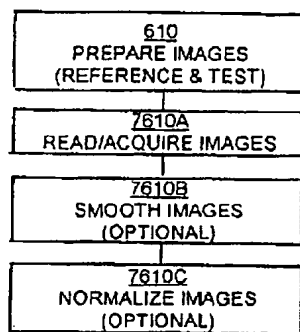 610
PREPARE IMAGES
(REFERENCE & TEST)
7610A
READ/ACQUIRE IMAGES
7610B
SMOOTH IMAGES
(OPTIONAL)
7610C
NORMALIZE IMAGES
(OPTIONAL)